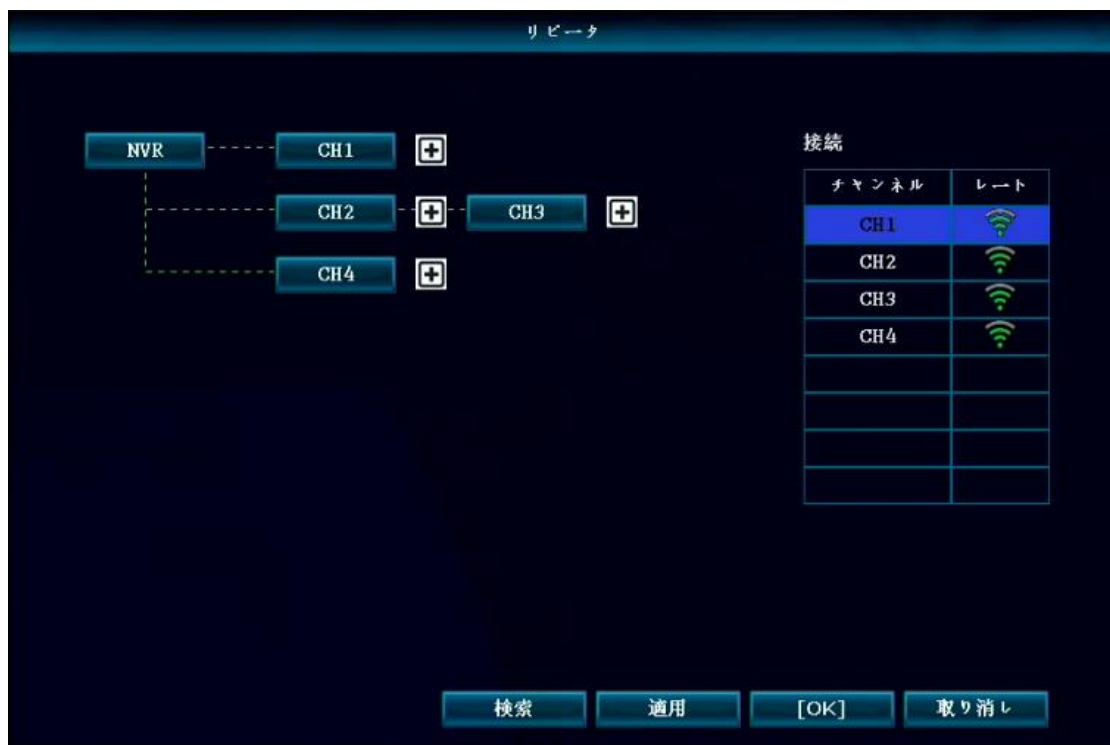 リピータ
NVR CH1
CH2 CH3
CH4
接続
チャンネル レート
CH1
CH2
CH3
CH4
検索 適用 [OK] 取り消し